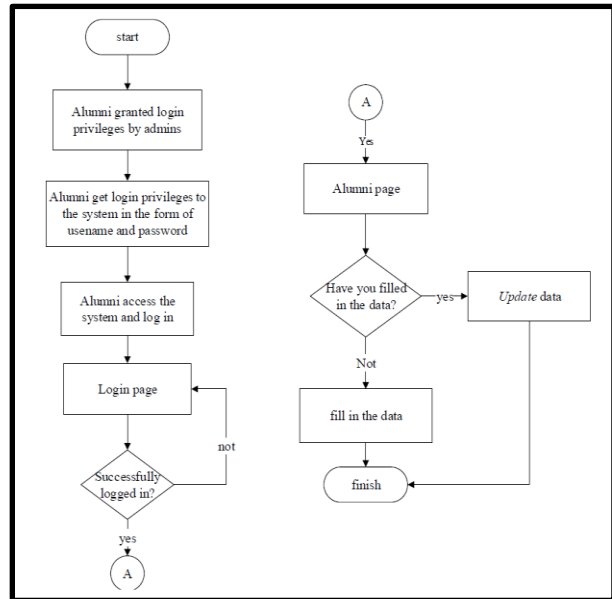 start
Alumni granted login
privileges by admins
Alumni get login privileges to
the system in the form of
usename and password
Alumni access the
system and log in
Login page
not
Successfully
logged in?
yes
A
A
Yes
Alumni page
Have you filled
in the data?
yes
Update data
Not
fill in the data
finish